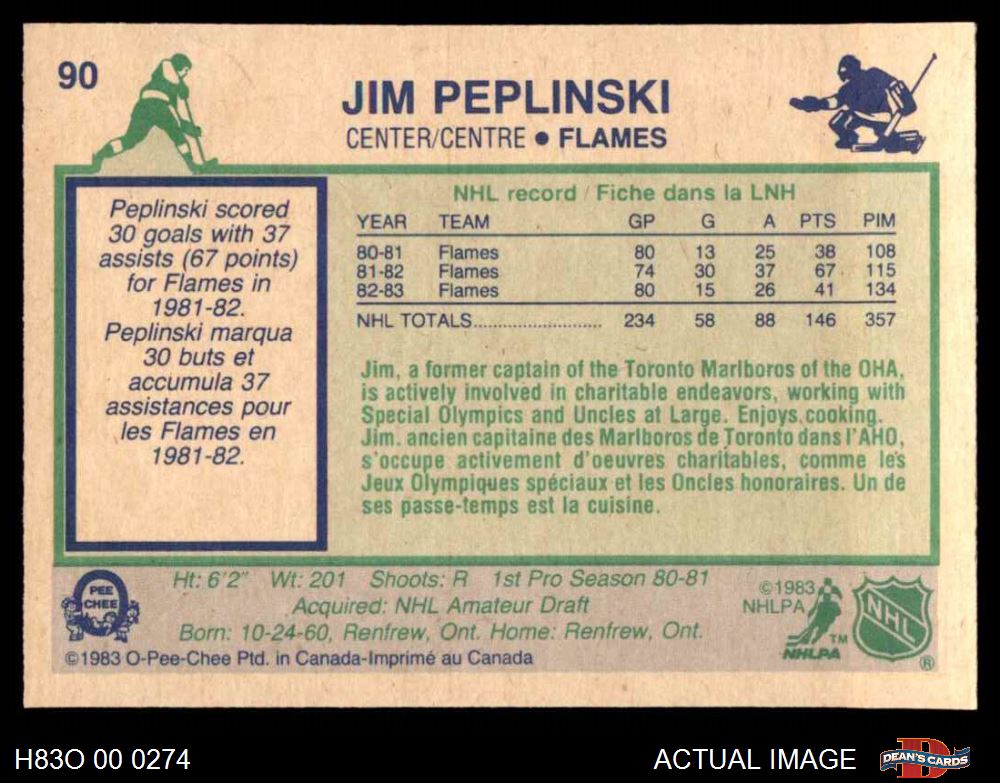 90
JIM PEPLINSKI
CENTER/CENTRE • FLAMES
Peplinski scored
30 goals with 37
assists (67 points)
for Flames in
1981-82.
Peplinski marqua
30 buts et
accumula 37
assistances pour
les Flames en
1981-82.
NHL record / Fiche dans la LNH
YEAR TEAM GP G A PTS PIM
80-81 Flames 80 13 25 38 108
81-82 Flames 74 30 37 67 115
82-83 Flames 80 15 26 41 134
NHL TOTALS........................... 234 58 88 146 357
Jim, a former captain of the Toronto Marlboros of the OHA,
is actively involved in charitable endeavors, working with
Special Olympics and Uncles at Large. Enjoys cooking.
Jim. ancien capitaine des Marlboros de Toronto dans l'AHO,
s'occupe activement d'oeuvres charitables, comme les
Jeux Olympiques spéciaux et les Oncles honoraires. Un de
ses passe-temps est la cuisine.
PEE
CHEE
Ht: 6'2" Wt: 201 Shoots: R 1st Pro Season 80-81
Acquired: NHL Amateur Draft
Born: 10-24-60, Renfrew, Ont. Home: Renfrew, Ont.
©1983 O-Pee-Chee Ptd. in Canada-Imprimé au Canada
©1983
NHLPA
TM
NHLPA
NHL
®
H83O 00 0274
ACTUAL IMAGE
DEAN'S CARDS